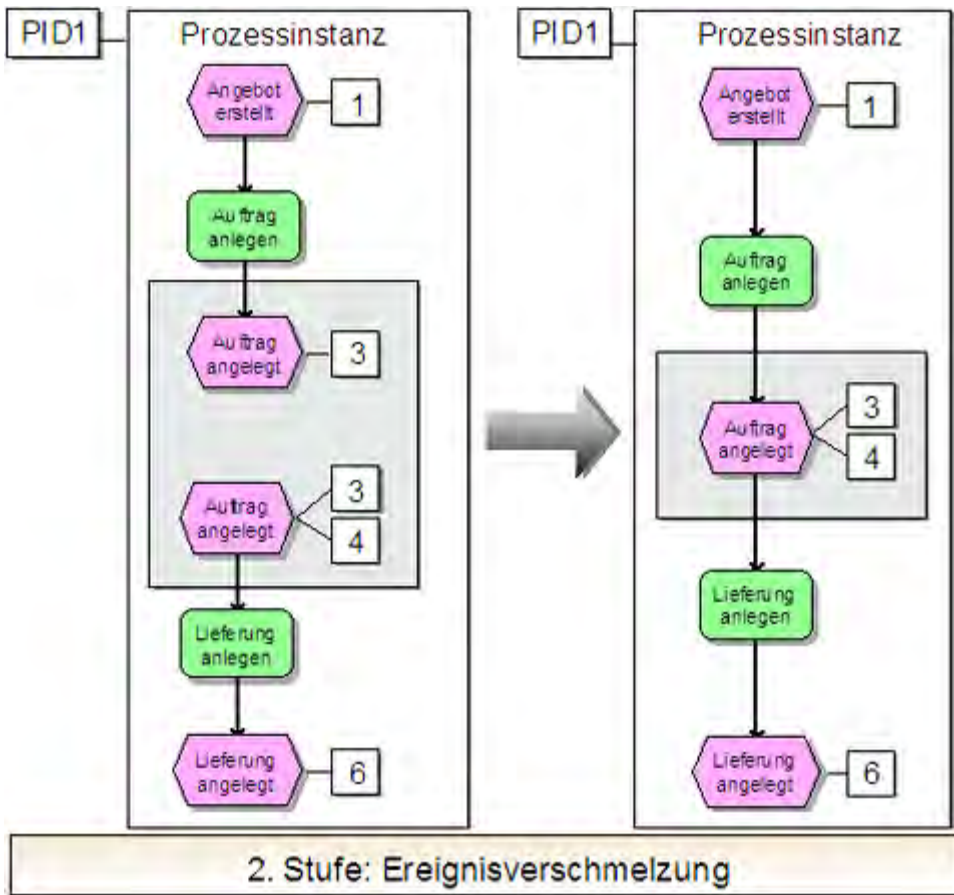 PID1
Prozessinstanz
Angebot
erstellt
1
Auftrag
anlegen
Auftrag
angelegt
3
Auftrag
angelegt
3
4
Lieferung
anlegen
Lieferung
angelegt
6
PID1
Prozessinstanz
Angebot
erstellt
1
Auftrag
anlegen
Auftrag
angelegt
3
4
Lieferung
anlegen
Lieferung
angelegt
6
2. Stufe: Ereignisverschmelzung